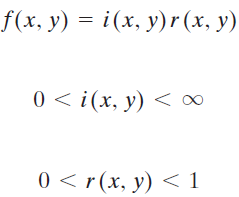 f(x, y) = i(x, y)r(x, y)
0 < i(x, y) < ∞
0 < r(x, y) < 1